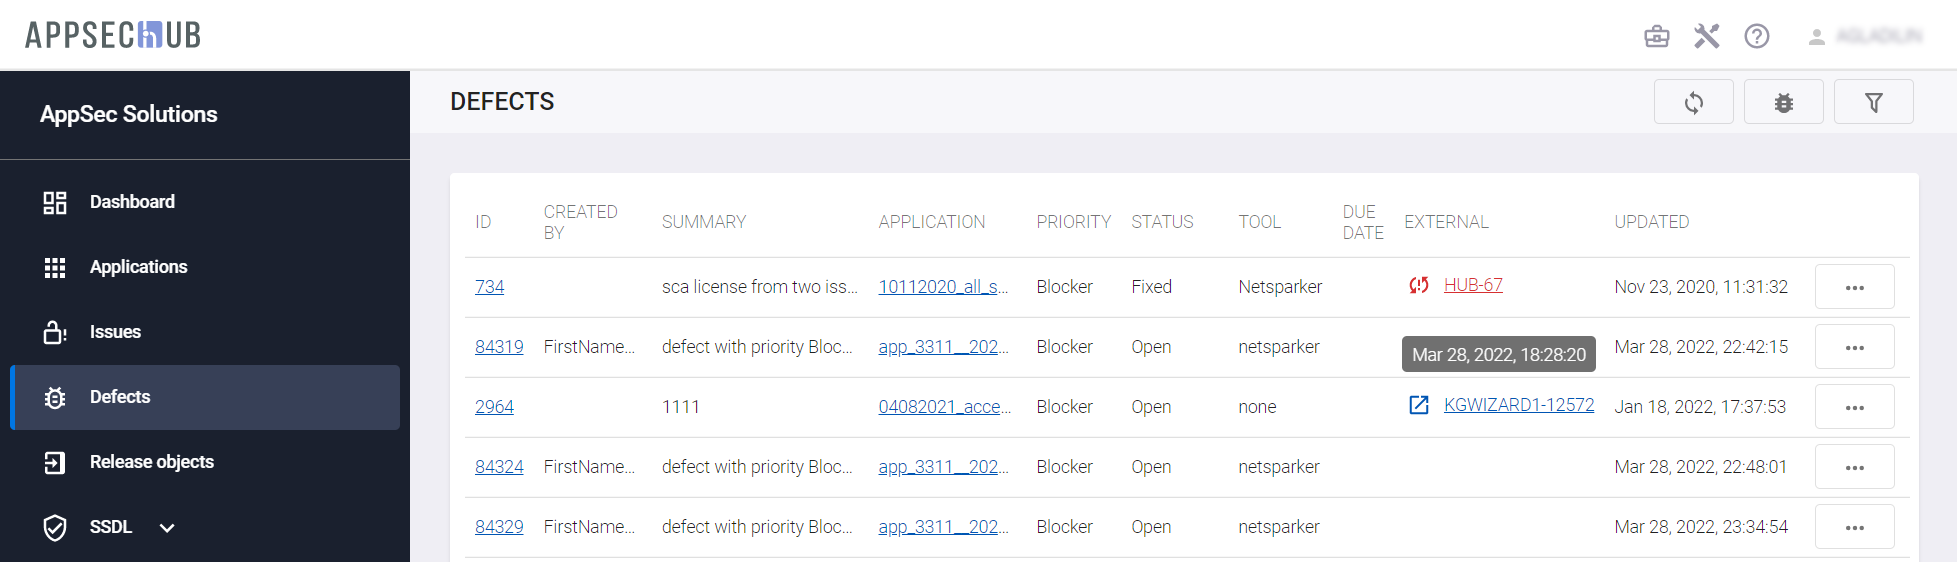 APPSECHUB
AppSec Solutions
DEFECTS
Dashboard
Applications
Issues
Defects
Release objects
SSDL
ID CREATED BY SUMMARY APPLICATION PRIORITY STATUS TOOL DUE DATE EXTERNAL UPDATED
734 sca license from two iss... 10112020_all_s... Blocker Fixed Netsparker HUB-67 Nov 23, 2020, 11:31:32 ...
84319 FirstName... defect with priority Bloc... app_3311__202... Blocker Open netsparker Mar 28, 2022, 22:42:15 ...
Mar 28, 2022, 18:28:20
2964 1111 04082021_acce... Blocker Open none KGWIZARD1-12572 Jan 18, 2022, 17:37:53 ...
84324 FirstName... defect with priority Bloc... app_3311__202... Blocker Open netsparker Mar 28, 2022, 22:48:01 ...
84329 FirstName... defect with priority Bloc... app_3311__202... Blocker Open netsparker Mar 28, 2022, 23:34:54 ...